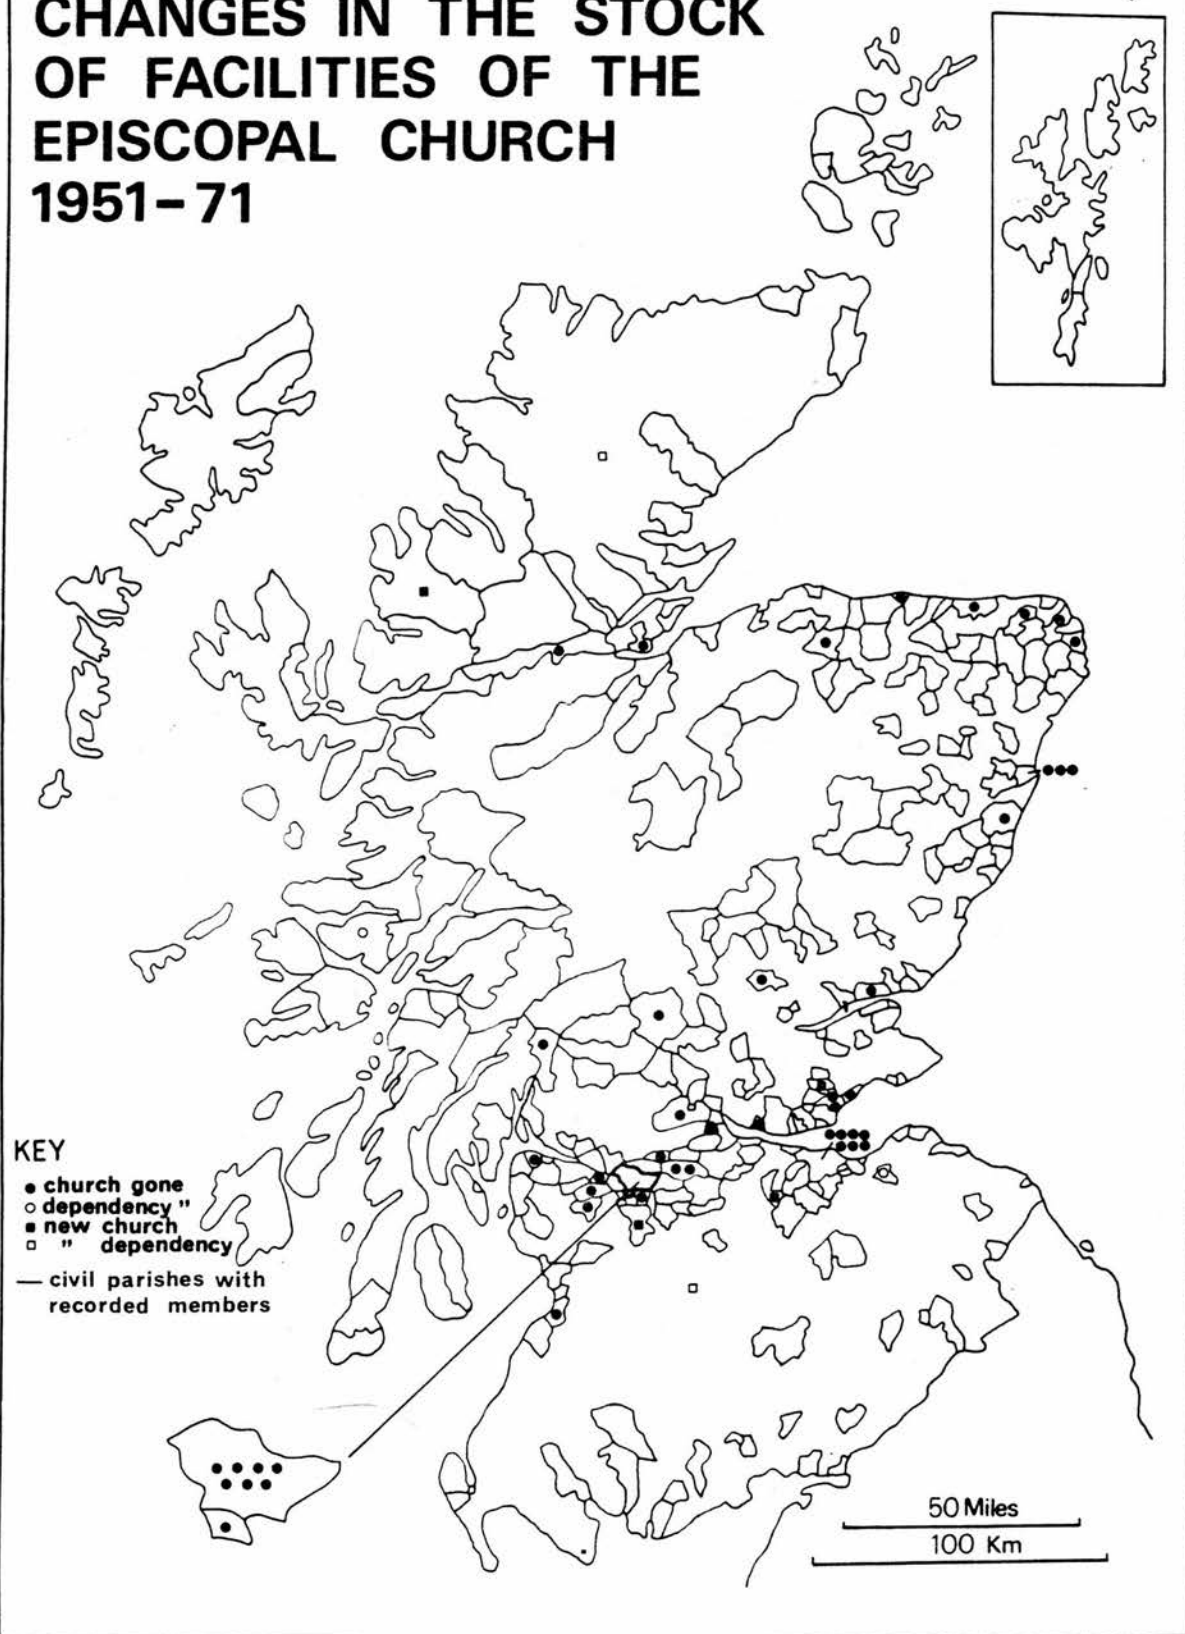 CHANGES IN THE STOCK
OF FACILITIES OF THE
EPISCOPAL CHURCH
1951-71
KEY
● church gone
○ dependency "
■ new church
□ " dependency
— civil parishes with
recorded members
50 Miles
100 Km